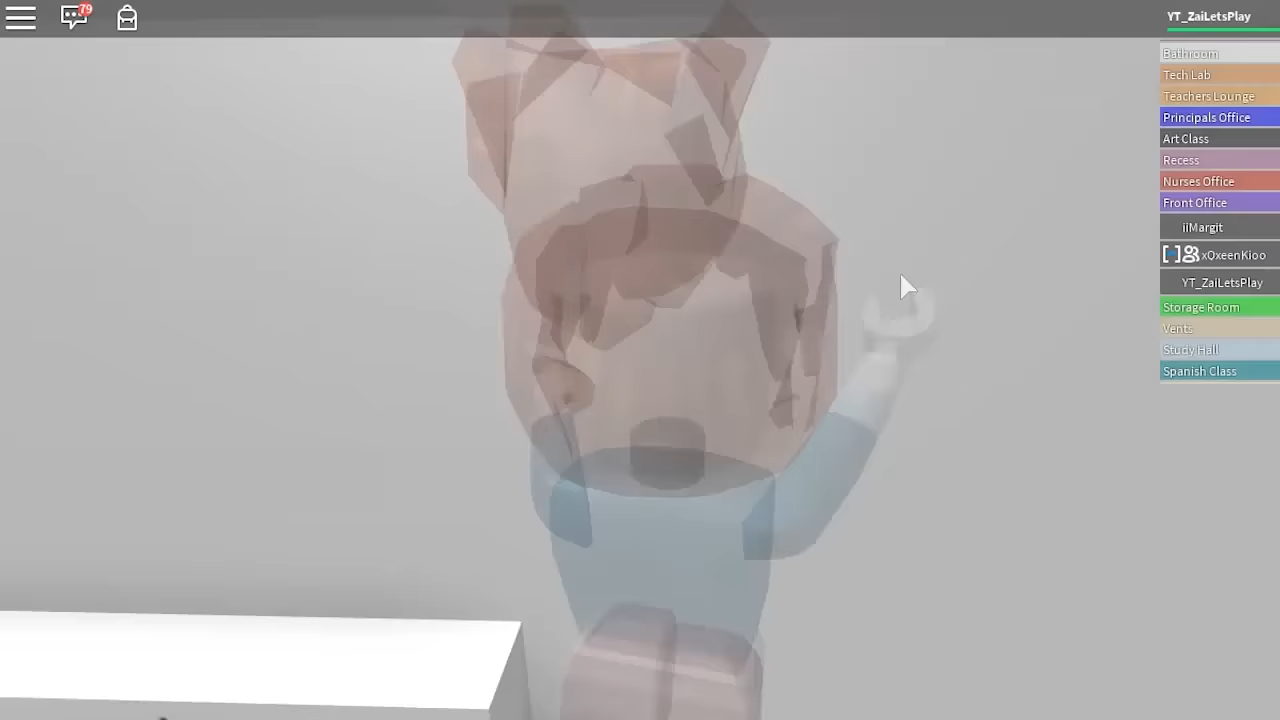 79
YT_ZaiLetsPlay
Bathroom
Tech Lab
Teachers Lounge
Principals Office
Art Class
Recess
Nurses Office
Front Office
iiMargit
xOxeenKioo
YT_ZaiLetsPlay
Storage Room
Vents
Study Hall
Spanish Class